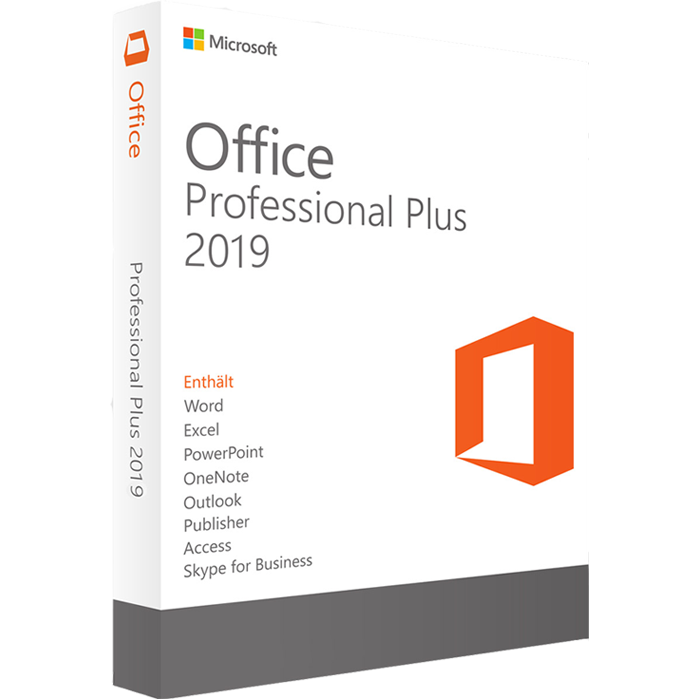 Office
Professional Plus 2019
Microsoft
Office
Professional Plus
2019
Enthält
Word
Excel
PowerPoint
OneNote
Outlook
Publisher
Access
Skype for Business